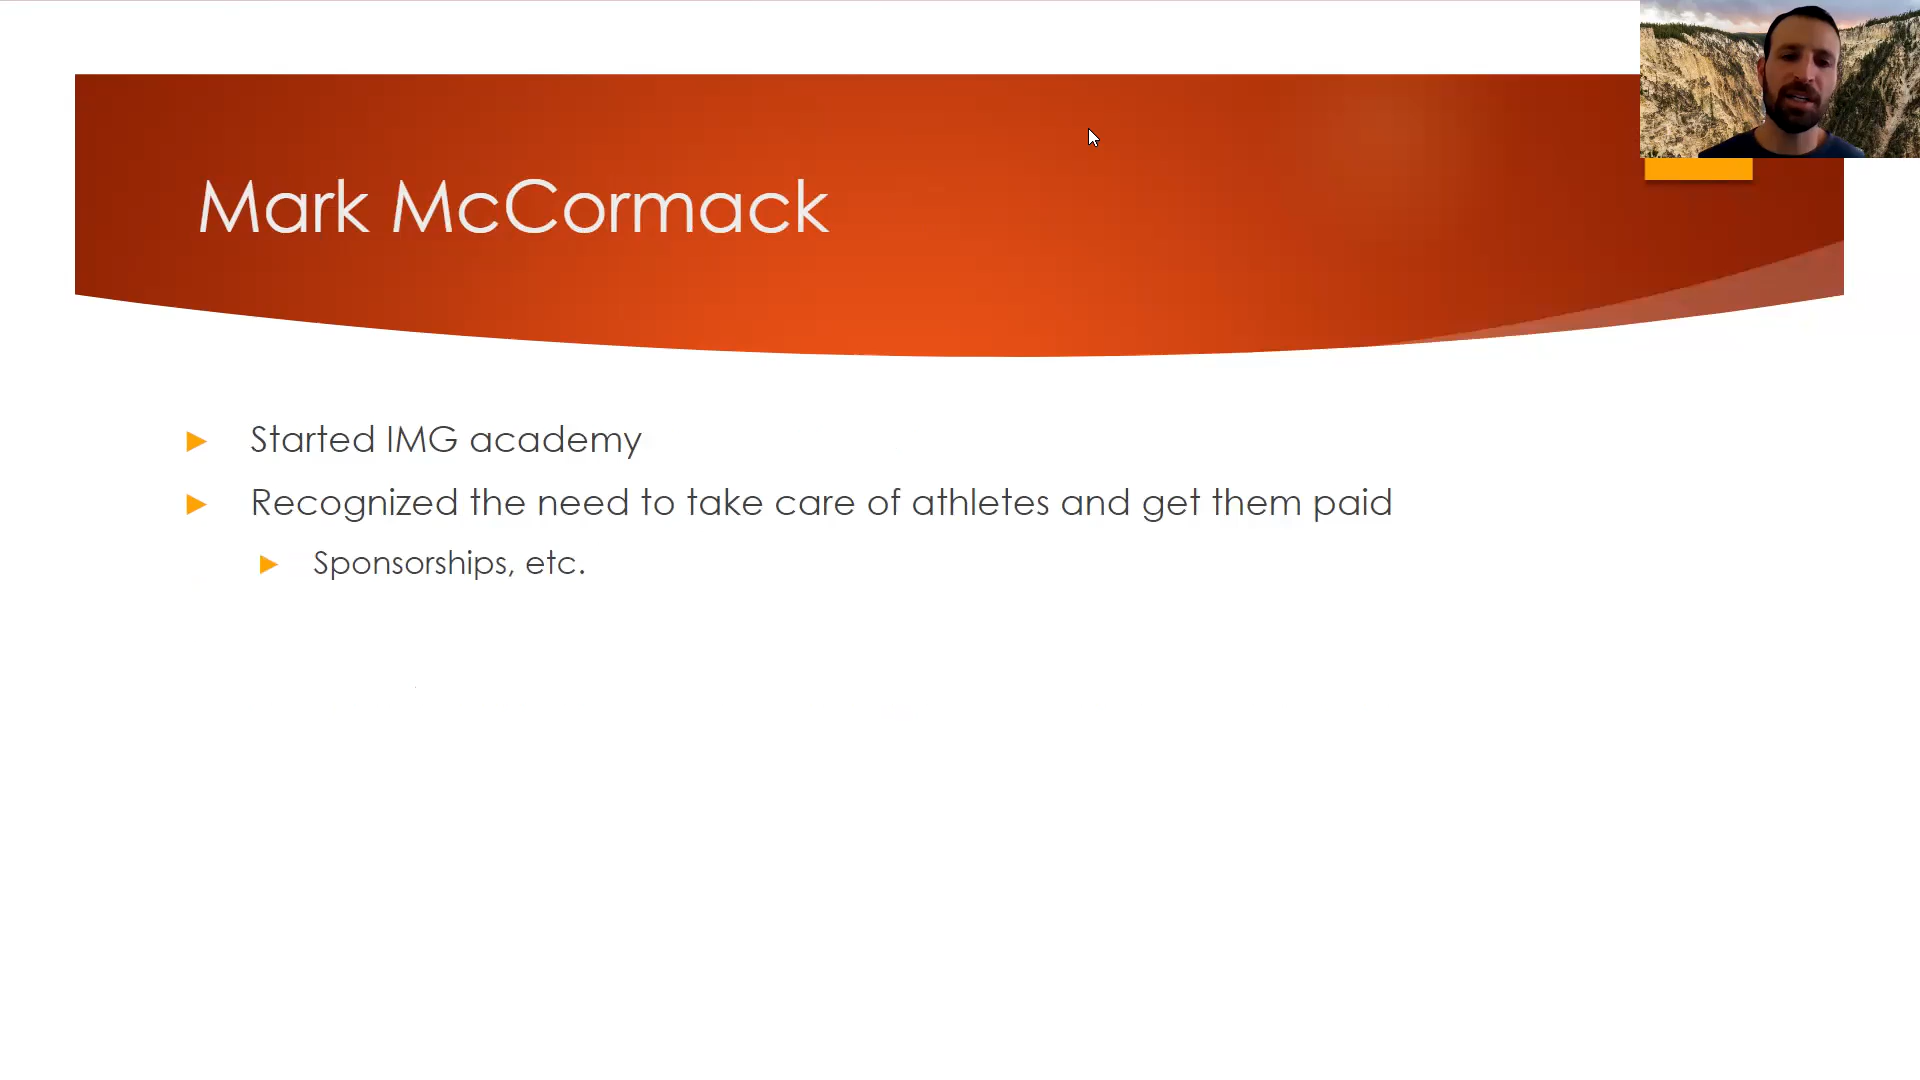 Mark McCormack
Started IMG academy
Recognized the need to take care of athletes and get them paid
Sponsorships, etc.